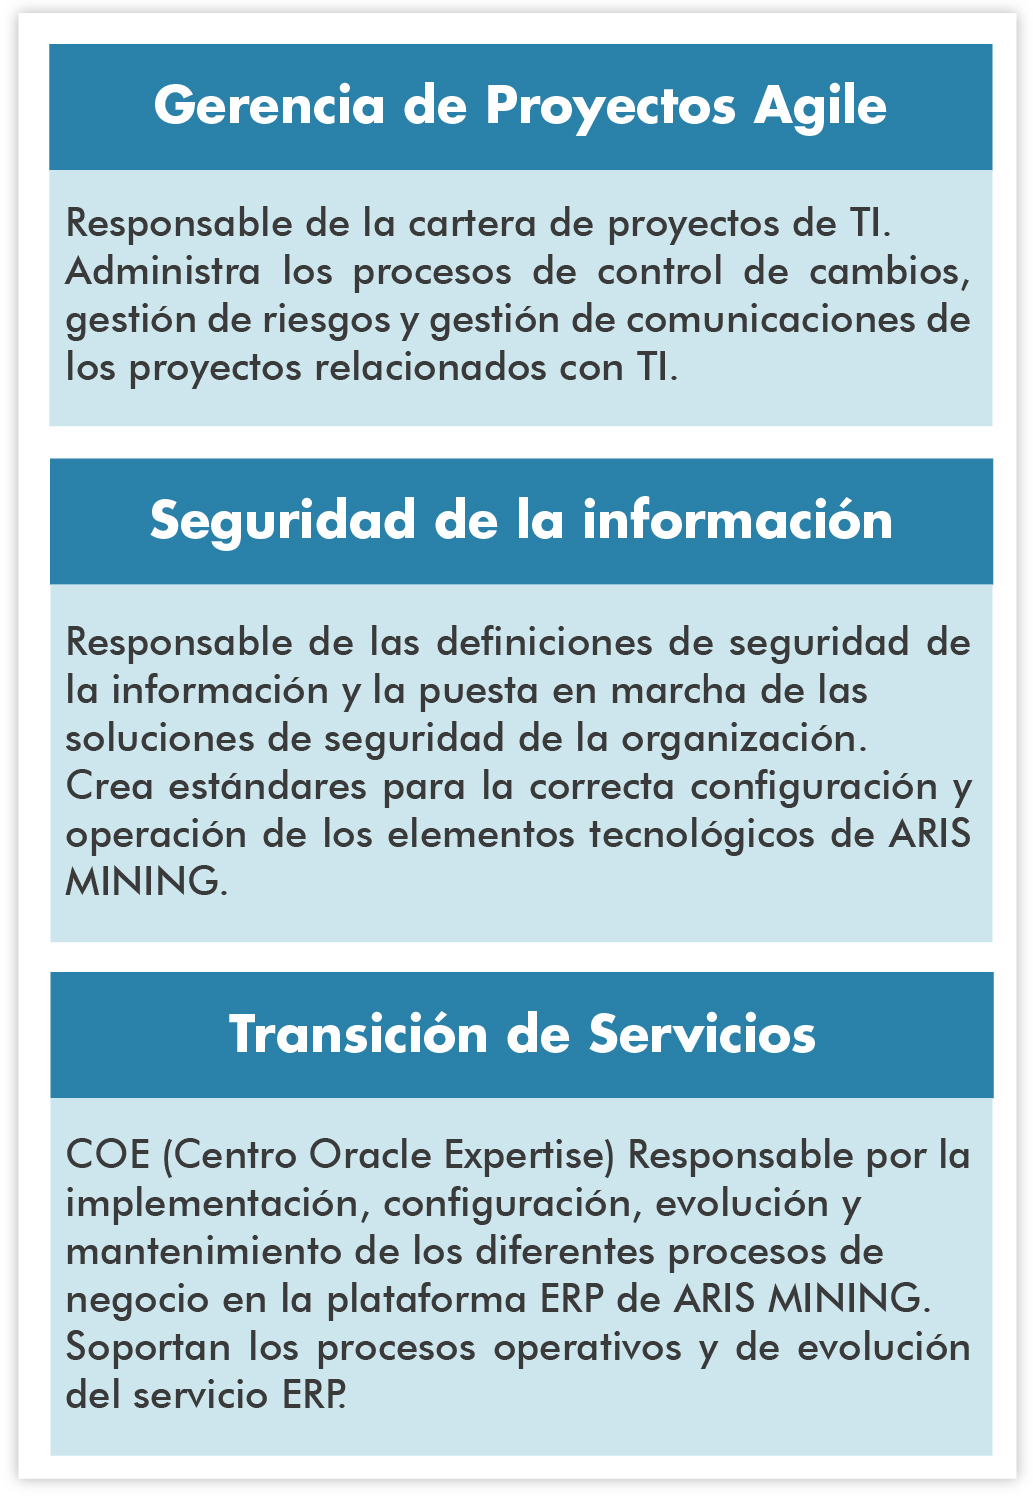 Gerencia de Proyectos Agile
Responsable de la cartera de proyectos de TI.
Administra los procesos de control de cambios,
gestión de riesgos y gestión de comunicaciones de
los proyectos relacionados con TI.
Seguridad de la información
Responsable de las definiciones de seguridad de
la información y la puesta en marcha de las
soluciones de seguridad de la organización.
Crea estándares para la correcta configuración y
operación de los elementos tecnológicos de ARIS
MINING.
Transición de Servicios
COE (Centro Oracle Expertise) Responsable por la
implementación, configuración, evolución y
mantenimiento de los diferentes procesos de
negocio en la plataforma ERP de ARIS MINING.
Soportan los procesos operativos y de evolución
del servicio ERP.